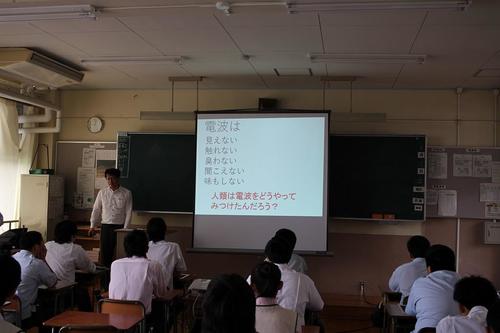 電波は
見えない
触れない
臭わない
聞こえない
味もしない
人類は電波をどうやって
みつけたんだろう？